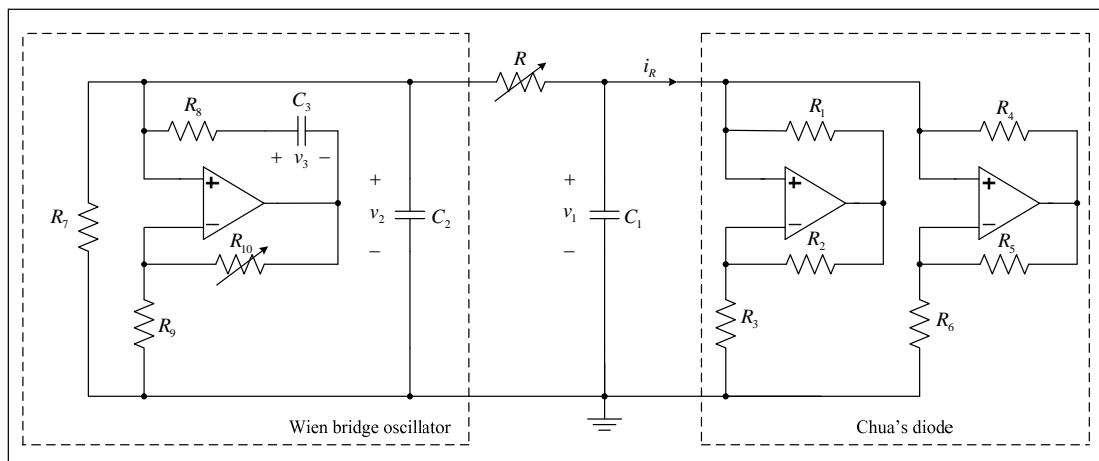 R
i_R
R_8
C_3
R_1
R_4
+ v_3 −
+
+
+
+
+
R_7
v_2
C_2
v_1
C_1
−
−
−
R_10
R_2
R_5
−
−
R_9
R_3
R_6
Wien bridge oscillator
Chua's diode